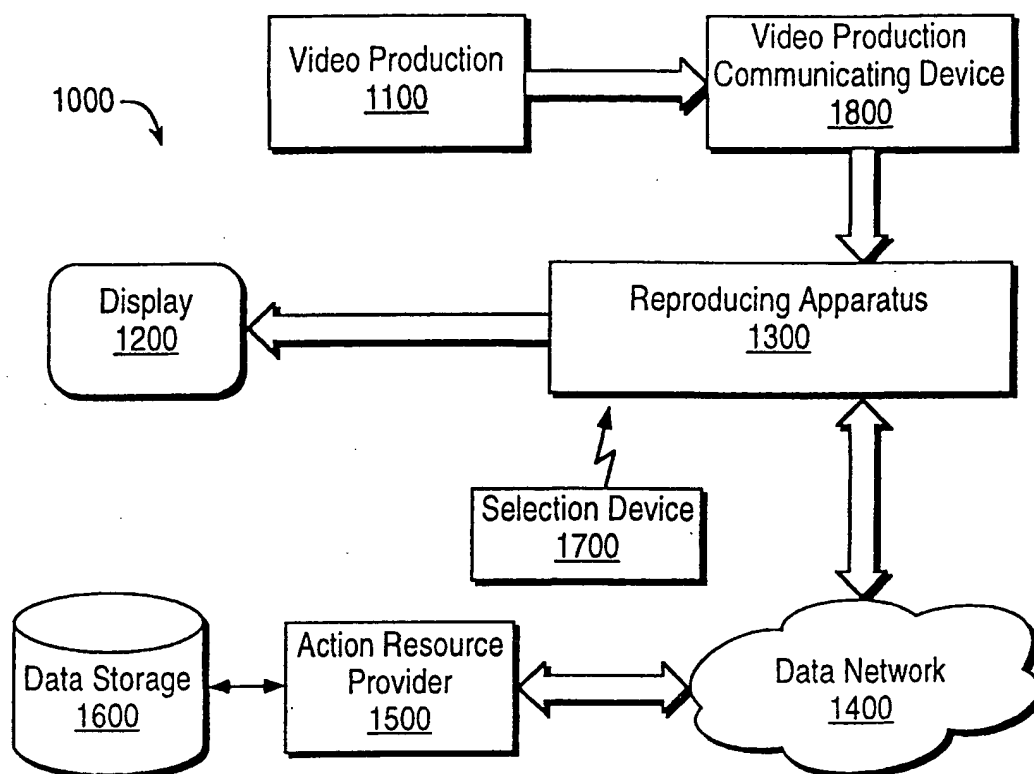 Video Production
1100
Video Production
Communicating Device
1800
1000
Display
1200
Reproducing Apparatus
1300
Selection Device
1700
Data Storage
1600
Action Resource
Provider
1500
Data Network
1400